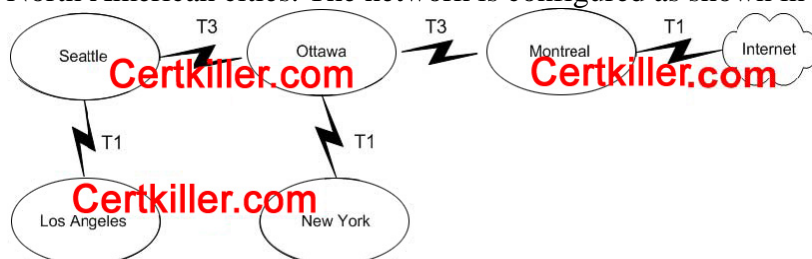 North American cities. The network is configured as shown in
T3
T3
T1
Seattle
Ottawa
Montreal
Internet
Certkiller.com
Certkiller.com
T1
T1
Certkiller.com
Los Angeles
New York